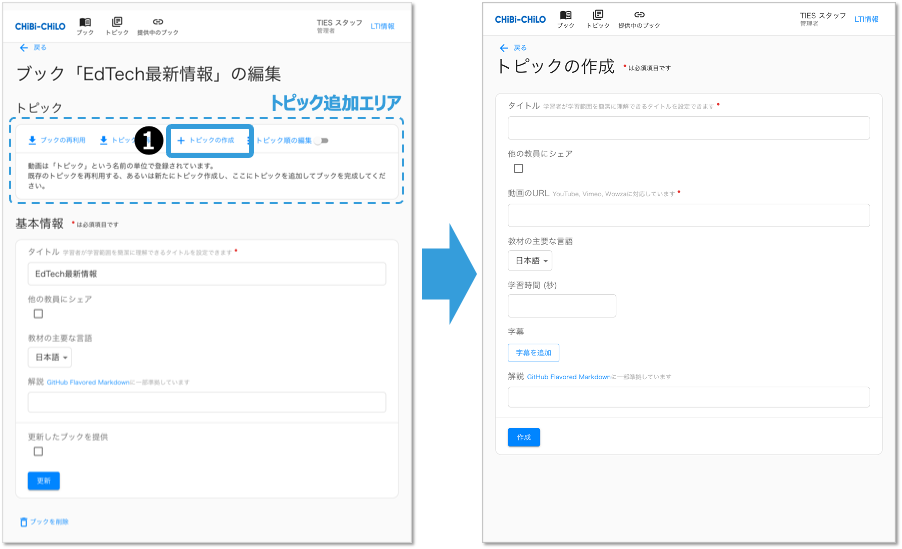 CHiBi-CHiLO
ブック
トピック
提供中のブック
TIES スタッフ
管理者
LTI情報
戻る
ブック「EdTech最新情報」の編集
トピック
トピック追加エリア
ブックの再利用
トピック
1
トピックの作成
トピック順の編集
動画は「トピック」という名前の単位で登録されています。
既存のトピックを再利用する、あるいは新たにトピック作成し、ここにトピックを追加してブックを完成してくだ
さい。
基本情報 *は必須項目です
タイトル 学習者が学習範囲を簡潔に理解できるタイトルを設定できます *
EdTech最新情報
他の教員にシェア
教材の主要な言語
日本語
解説 GitHub Flavored Markdownに一部準拠しています
更新したブックを提供
更新
ブックを削除
CHiBi-CHiLO
ブック
トピック
提供中のブック
TIES スタッフ
管理者
LTI情報
戻る
トピックの作成 *は必須項目です
タイトル 学習者が学習範囲を簡潔に理解できるタイトルを設定できます *
他の教員にシェア
動画のURL YouTube, Vimeo, Wowzaに対応しています *
教材の主要な言語
日本語
学習時間 (秒)
字幕
字幕を追加
解説 GitHub Flavored Markdownに一部準拠しています
作成